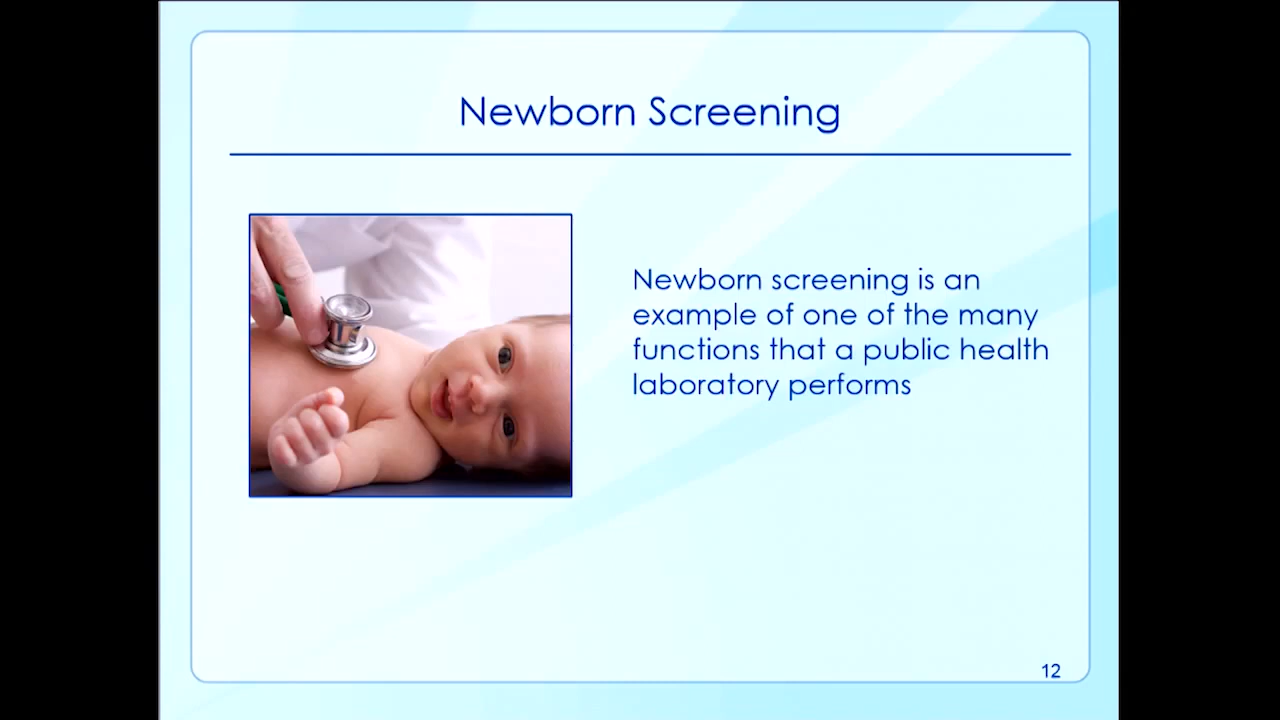 Newborn Screening
Newborn screening is an
example of one of the many
functions that a public health
laboratory performs
12